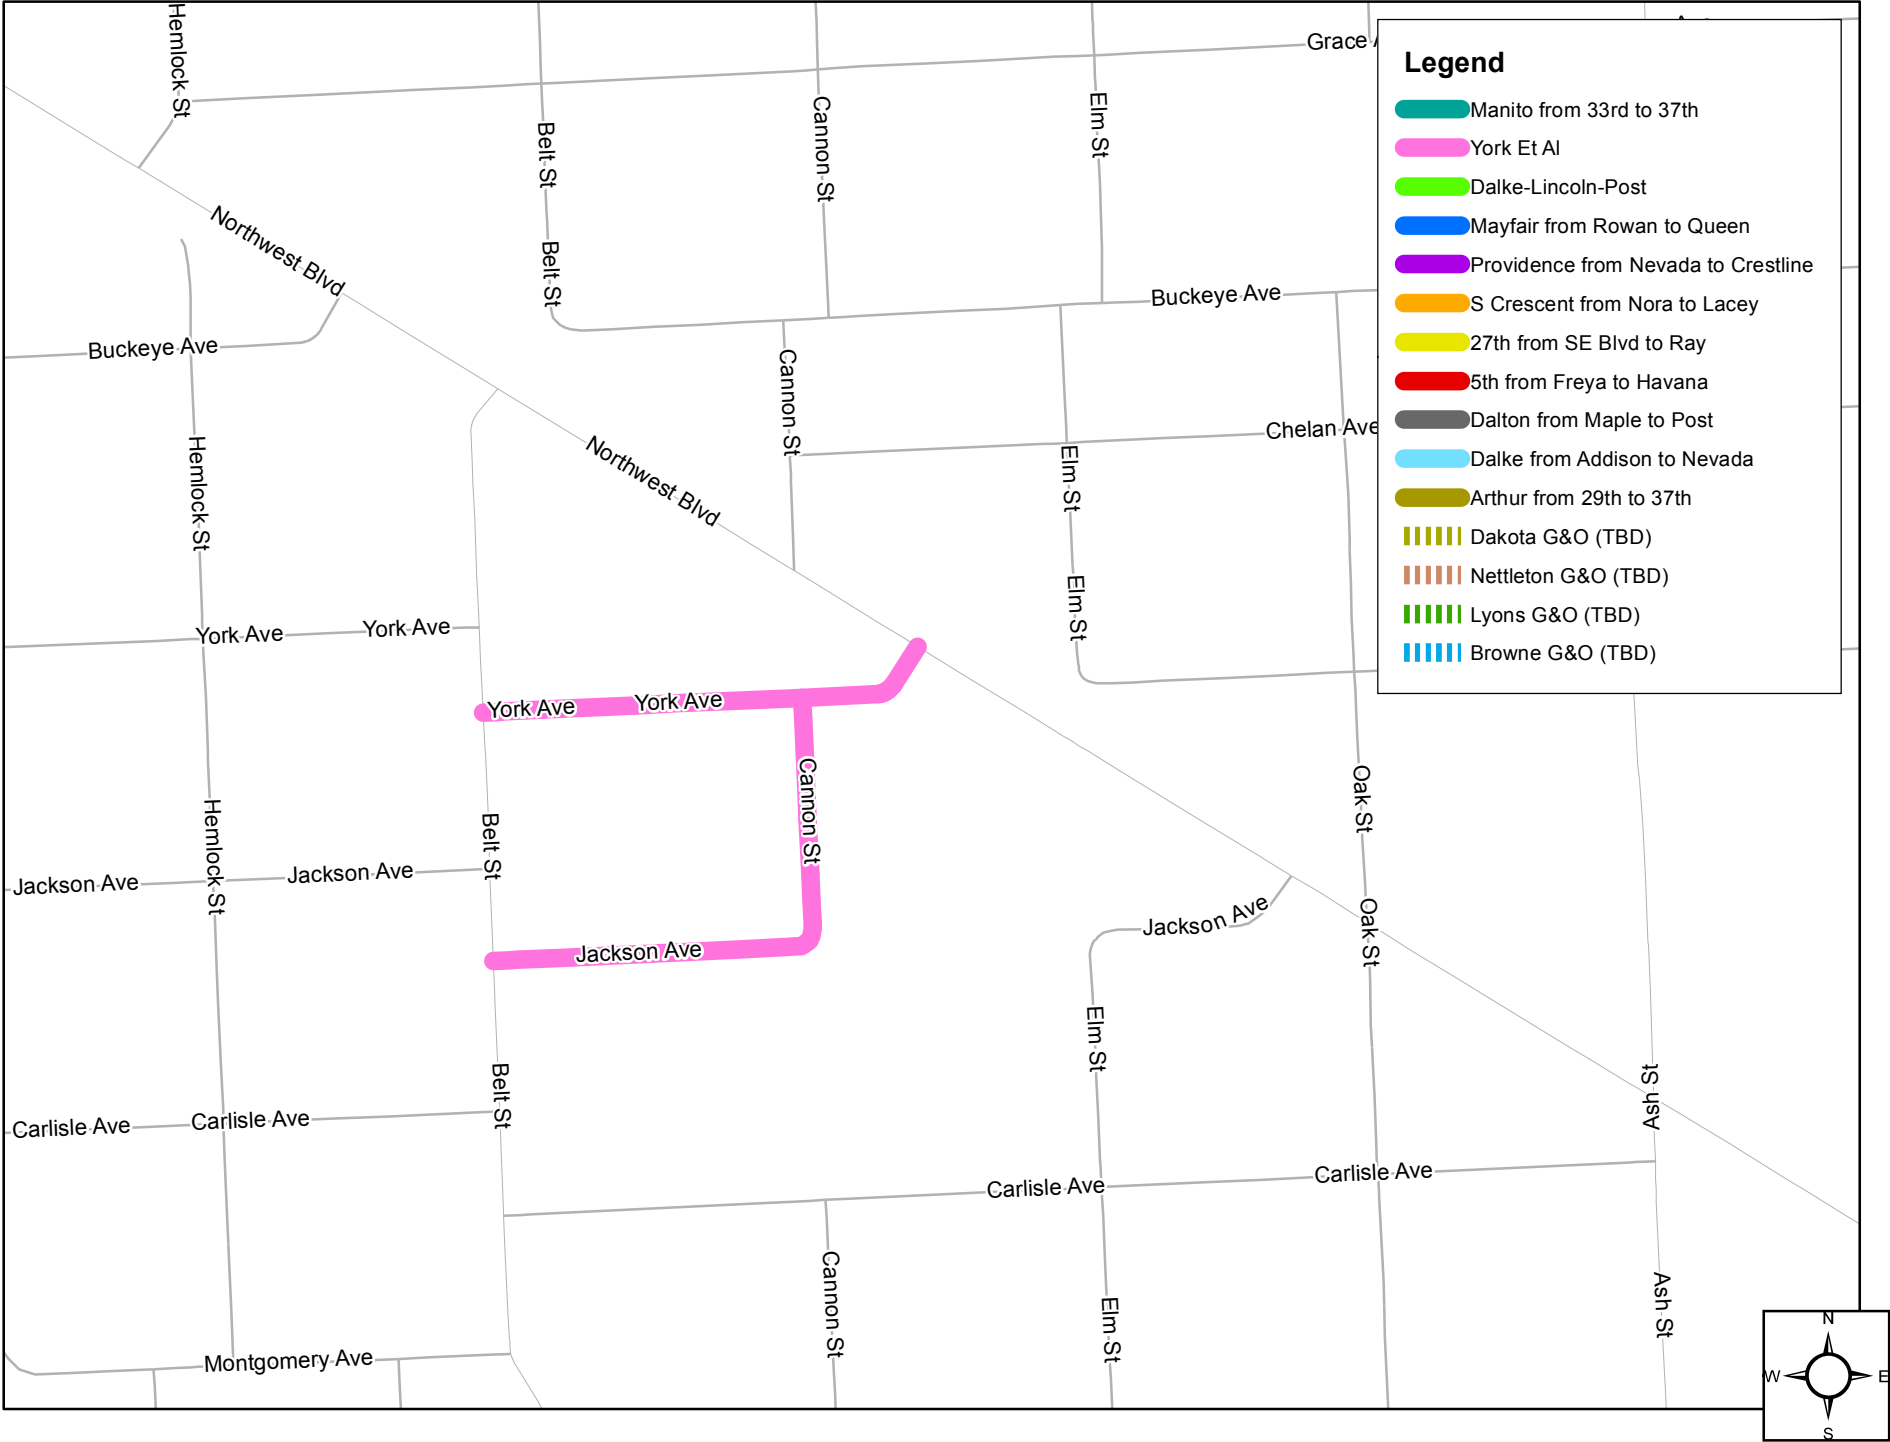 Hemlock St
Grace
Legend
Manito from 33rd to 37th
York Et Al
Dalke-Lincoln-Post
Mayfair from Rowan to Queen
Providence from Nevada to Crestline
S Crescent from Nora to Lacey
27th from SE Blvd to Ray
5th from Freya to Havana
Dalton from Maple to Post
Dalke from Addison to Nevada
Arthur from 29th to 37th
Dakota G&O (TBD)
Nettleton G&O (TBD)
Lyons G&O (TBD)
Browne G&O (TBD)
Belt St
Cannon St
Elm St
Northwest Blvd
Belt St
Buckeye Ave
Buckeye Ave
Cannon St
Chelan Ave
Hemlock St
Northwest Blvd
Elm St
Elm St
York Ave
York Ave
York Ave
York Ave
Cannon St
Oak St
Hemlock St
Belt St
Jackson Ave
Jackson Ave
Jackson Ave
Jackson Ave
Oak St
Elm St
Belt St
Ash St
Carlisle Ave
Carlisle Ave
Carlisle Ave
Carlisle Ave
Cannon St
Elm St
Ash St
Montgomery Ave
N
W
E
S